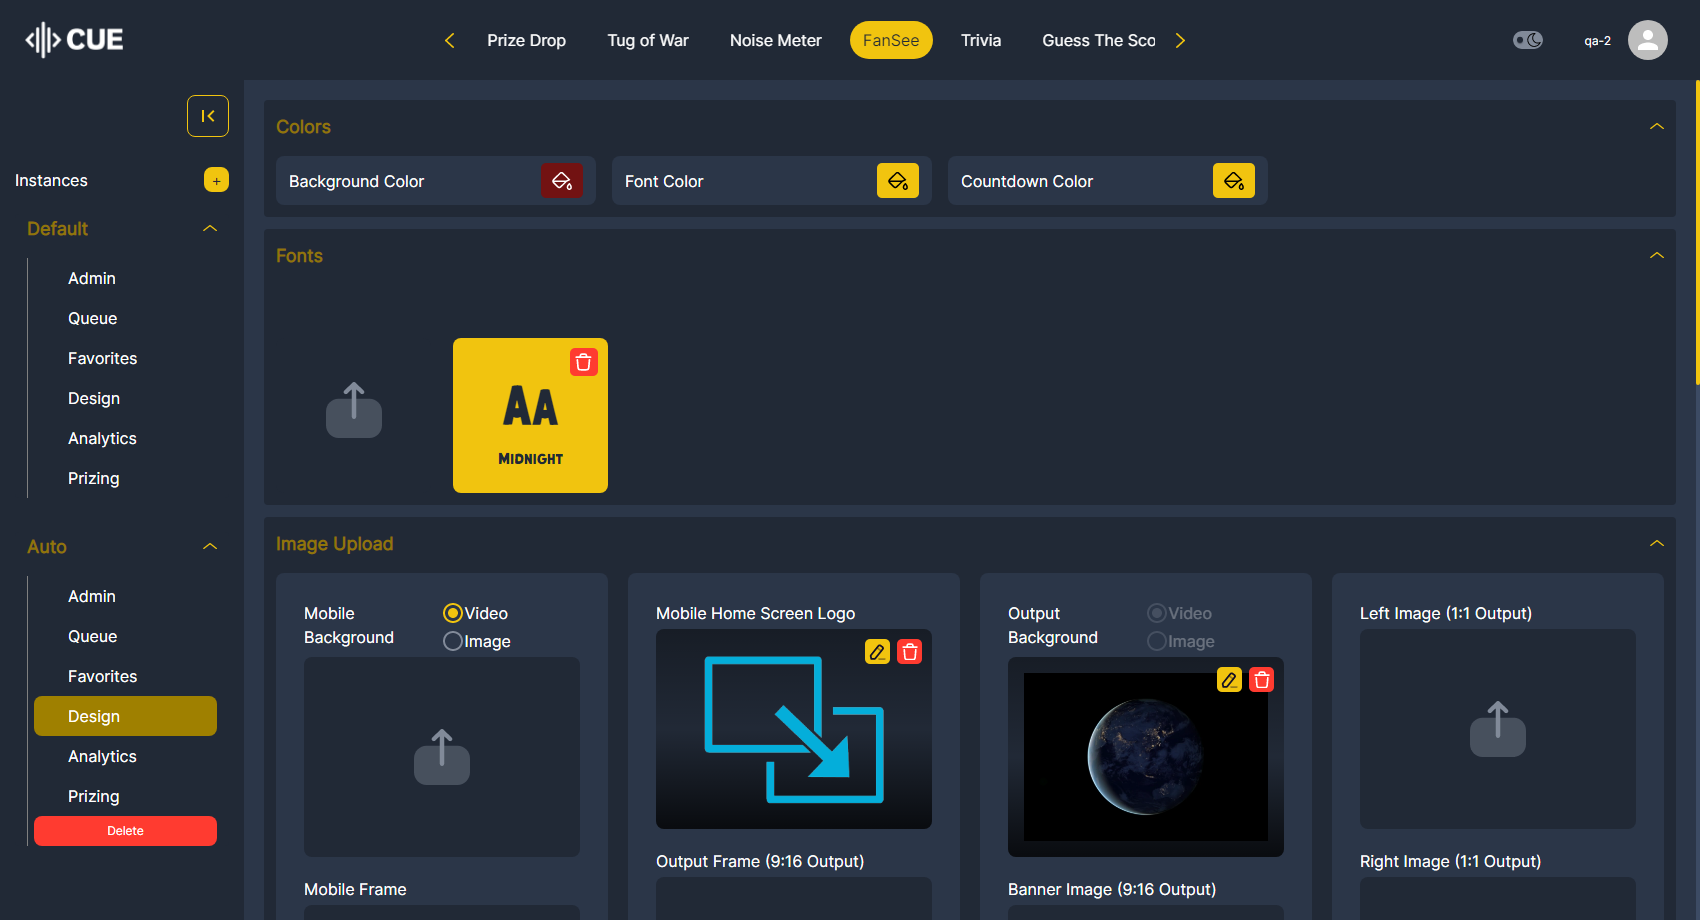 CUE
Prize Drop
Tug of War
Noise Meter
FanSee
Trivia
Guess The Sco
qa-2
Instances
+
Default
Admin
Queue
Favorites
Design
Analytics
Prizing
Auto
Admin
Queue
Favorites
Design
Analytics
Prizing
Delete
Colors
Background Color
Font Color
Countdown Color
Fonts
AA
MIDNIGHT
Image Upload
Mobile
Background
Video
Image
Mobile Home Screen Logo
Output
Background
Video
Image
Left Image (1:1 Output)
Mobile Frame
Output Frame (9:16 Output)
Banner Image (9:16 Output)
Right Image (1:1 Output)